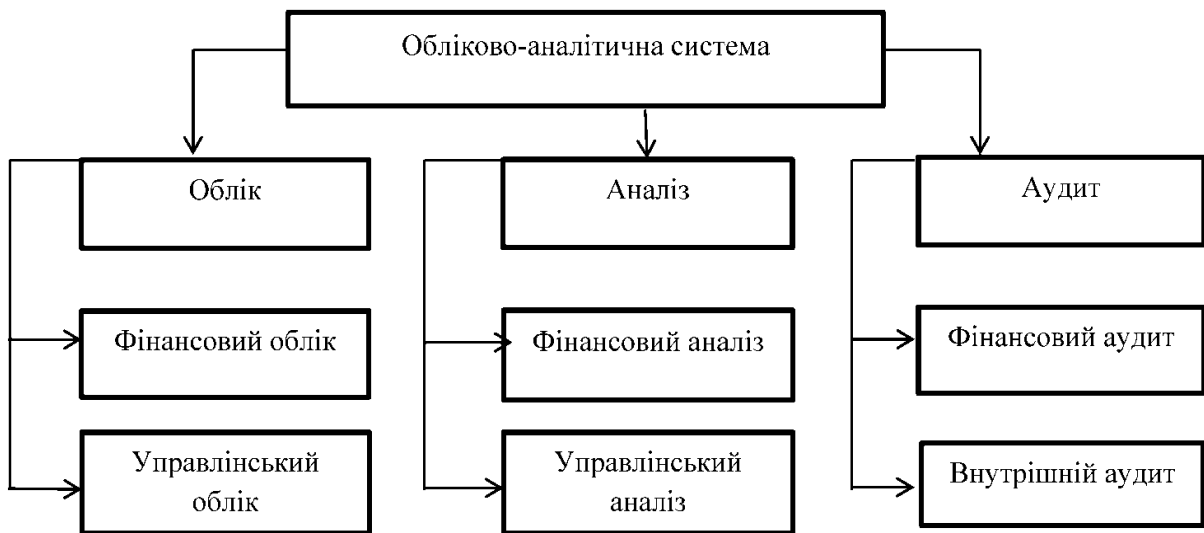 Обліково-аналітична система
Облік
Аналіз
Аудит
Фінансовий облік
Фінансовий аналіз
Фінансовий аудит
Управлінський
облік
Управлінський
аналіз
Внутрішній аудит